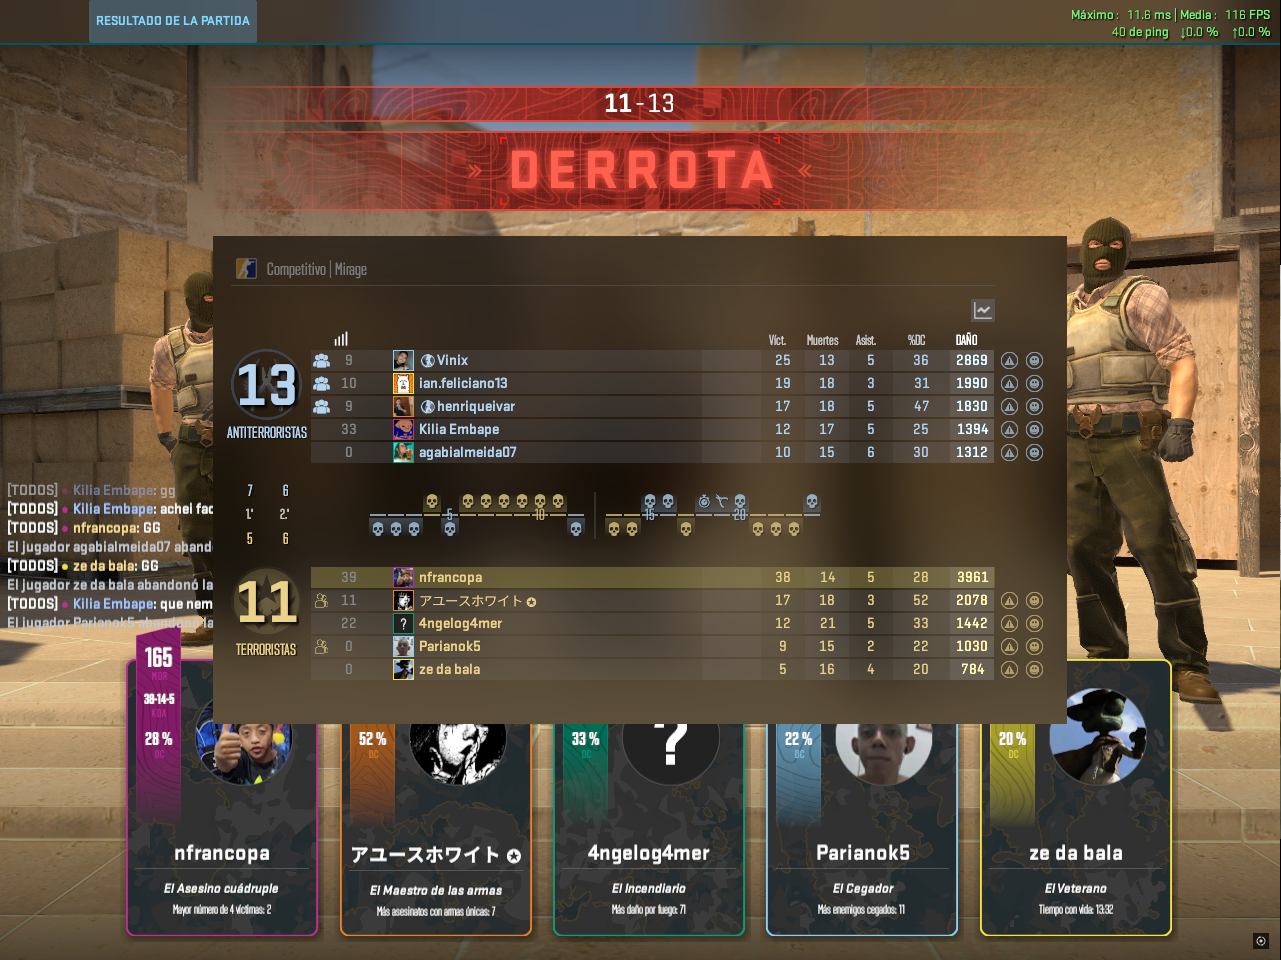 RESULTADO DE LA PARTIDA
Máximo: 11.6 ms | Media: 116 FPS
40 de ping ↓0.0 % ↑0.0 %
11-13
DERROTA
Competitivo | Mirage
Víct. Muertes Asist. %DC DAÑO
13
ANTITERRORISTAS
9 Vinix 25 13 5 36 2869
10 ian.feliciano13 19 18 3 31 1990
9 henriqueivar 17 18 5 47 1830
33 Kilia Embape 12 17 5 25 1394
0 agabialmeida07 10 15 6 30 1312
[TODOS] Kilia Embape: gg
[TODOS] Kilia Embape: achei fac
[TODOS] nfrancopa: GG
El jugador agabialmeida07 aband
[TODOS] ze da bala: GG
El jugador ze da bala abandonó la
[TODOS] Kilia Embape: que nem
El jugador Parianok5 abandonó la
7 6
1.ª 2.ª
5 6
5 10 15 20
11
TERRORISTAS
39 nfrancopa 38 14 5 28 3961
11 アユースホワイト 17 18 3 52 2078
22 ? 4ngelog4mer 12 21 5 33 1442
0 Parianok5 9 15 2 22 1030
0 ze da bala 5 16 4 20 784
165
MDR
38-14-5
KDA
28 %
DC
nfrancopa
El Asesino cuádruple
Mayor número de 4 víctimas: 2
52 %
DC
アユースホワイト
El Maestro de las armas
Más asesinatos con armas únicas: 7
33 %
DC
?
4ngelog4mer
El Incendiario
Más daño por fuego: 71
22 %
DC
Parianok5
El Cegador
Más enemigos cegados: 11
20 %
DC
ze da bala
El Veterano
Tiempo con vida: 13:32